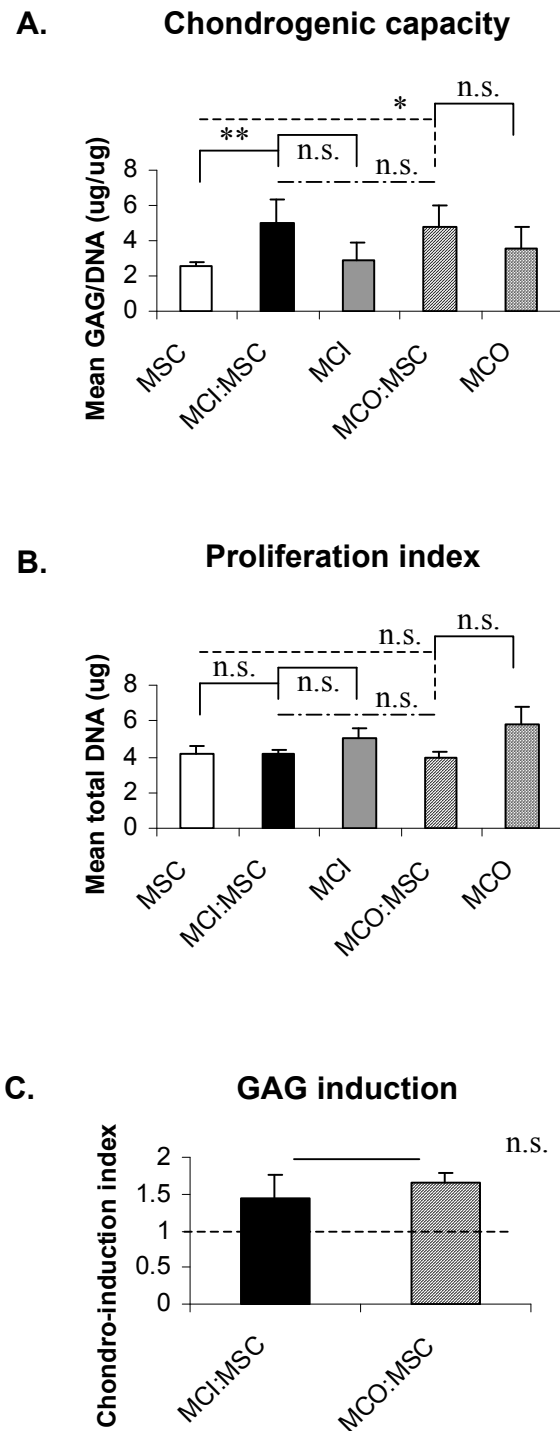 A. Chondrogenic capacity
n.s.
*
**
n.s.
n.s.
Mean GAG/DNA (ug/ug)
8
6
4
2
0
MSC
MCI:MSC
MCI
MCO:MSC
MCO
B. Proliferation index
n.s.
n.s.
n.s.
n.s.
n.s.
Mean total DNA (ug)
8
6
4
2
0
MSC
MCI:MSC
MCI
MCO:MSC
MCO
C. GAG induction
n.s.
Chondro-induction index
2
1.5
1
0.5
0
MCI:MSC
MCO:MSC